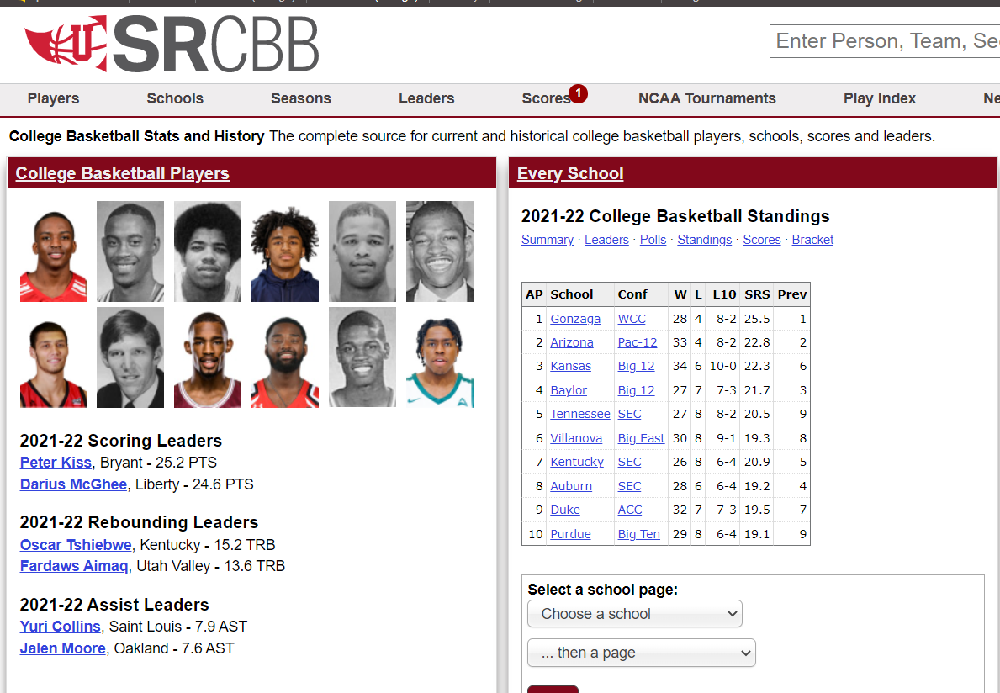 SRCBB
Enter Person, Team, Se
Players Schools Seasons Leaders Scores 1 NCAA Tournaments Play Index Ne
College Basketball Stats and History The complete source for current and historical college basketball players, schools, scores and leaders.
College Basketball Players
2021-22 Scoring Leaders
Peter Kiss, Bryant - 25.2 PTS
Darius McGhee, Liberty - 24.6 PTS
2021-22 Rebounding Leaders
Oscar Tshiebwe, Kentucky - 15.2 TRB
Fardaws Aimaq, Utah Valley - 13.6 TRB
2021-22 Assist Leaders
Yuri Collins, Saint Louis - 7.9 AST
Jalen Moore, Oakland - 7.6 AST
Every School
2021-22 College Basketball Standings
Summary · Leaders · Polls · Standings · Scores · Bracket
AP School Conf W L L10 SRS Prev
1 Gonzaga WCC 28 4 8-2 25.5 1
2 Arizona Pac-12 33 4 8-2 22.8 2
3 Kansas Big 12 34 6 10-0 22.3 6
4 Baylor Big 12 27 7 7-3 21.7 3
5 Tennessee SEC 27 8 8-2 20.5 9
6 Villanova Big East 30 8 9-1 19.3 8
7 Kentucky SEC 26 8 6-4 20.9 5
8 Auburn SEC 28 6 6-4 19.2 4
9 Duke ACC 32 7 7-3 19.5 7
10 Purdue Big Ten 29 8 6-4 19.1 9
Select a school page:
Choose a school
... then a page